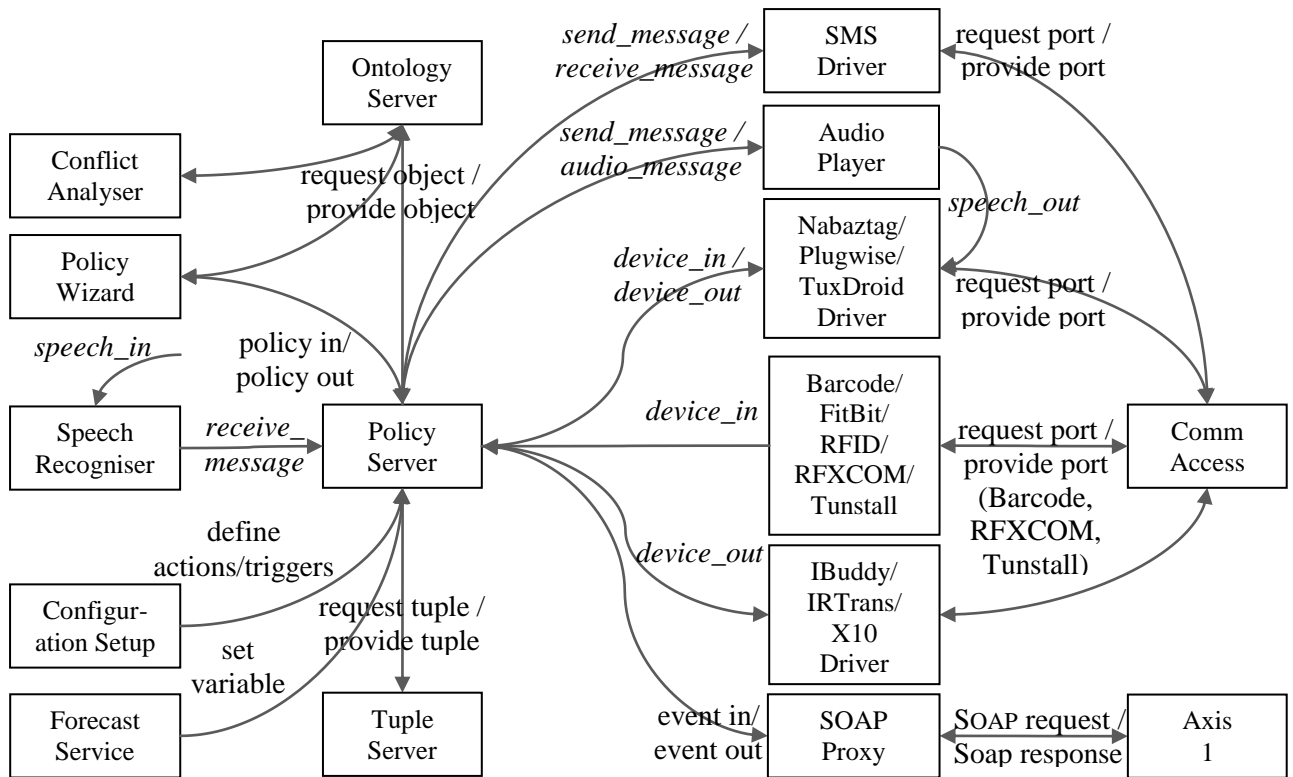 send_message /
receive_message
SMS
Driver
request port /
provide port
Ontology
Server
Conflict
Analyser
request object /
provide object
send_message /
audio_message
Audio
Player
speech_out
Policy
Wizard
device_in /
device_out
Nabaztag/
Plugwise/
TuxDroid
Driver
request port /
provide port
speech_in
policy in/
policy out
Speech
Recogniser
receive_
message
Policy
Server
device_in
Barcode/
FitBit/
RFID/
RFXCOM/
Tunstall
request port /
provide port
(Barcode,
RFXCOM,
Tunstall)
Comm
Access
define
actions/triggers
Configur-
ation Setup
request tuple /
provide tuple
device_out
IBuddy/
IRTrans/
X10
Driver
set
variable
Forecast
Service
Tuple
Server
event in/
event out
SOAP
Proxy
SOAP request /
Soap response
Axis
1